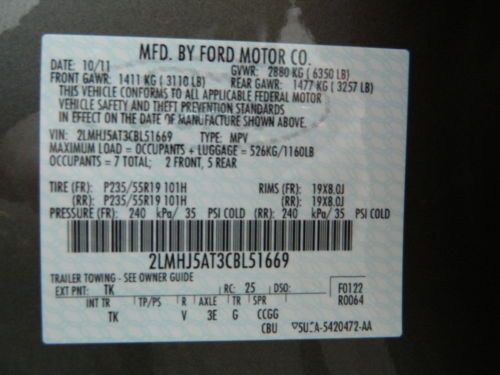 MFD. BY FORD MOTOR CO.
DATE: 10/11 GVWR: 2880 KG (6350 LB)
FRONT GAWR: 1411 KG (3110 LB) REAR GAWR: 1477 KG (3257 LB)
THIS VEHICLE CONFORMS TO ALL APPLICABLE FEDERAL MOTOR
VEHICLE SAFETY AND THEFT PREVENTION STANDARDS
IN EFFECT ON THE DATE OF MANUFACTURE SHOWN ABOVE.
VIN: 2LMHJ5AT3CBL51669 TYPE: MPV
MAXIMUM LOAD = OCCUPANTS + LUGGAGE = 526KG/1160LB
OCCUPANTS = 7 TOTAL; 2 FRONT, 5 REAR
TIRE (FR): P235/55R19 101H RIMS (FR): 19X8.0J
(RR): P235/55R19 101H (RR): 19X8.0J
PRESSURE (FR): 240 kPa/ 35 PSI COLD (RR): 240 kPa/ 35 PSI COLD
2LMHJ5AT3CBL51669
TRAILER TOWING - SEE OWNER GUIDE
EXT PNT: TK RC: 25 DSO: F0122
INT TR TP/PS R AXLE TR SPR R0064
TK V 3E G CCGG
CBU -5420472-AA